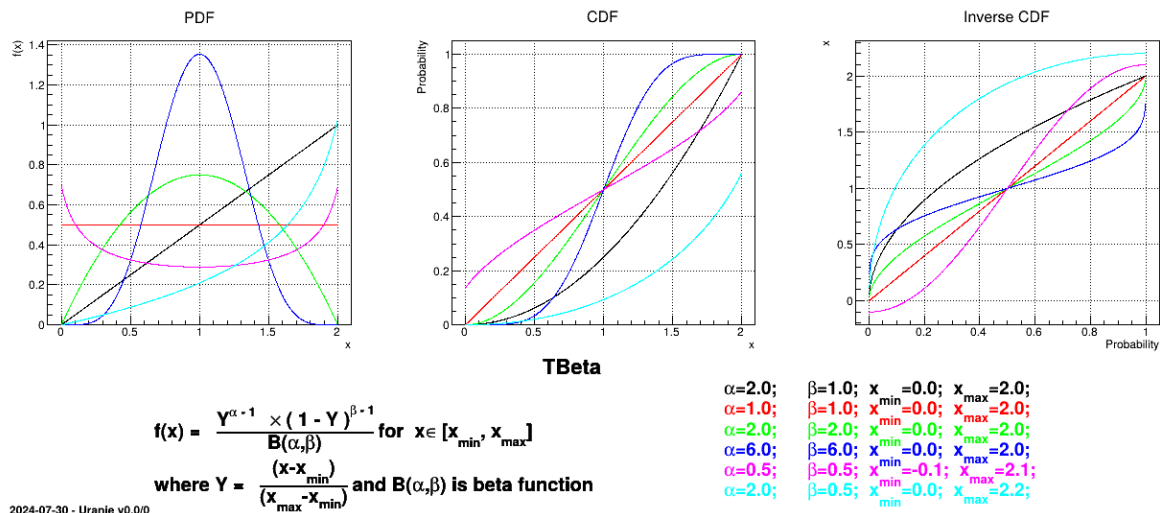 PDF
CDF
Inverse CDF
f(x)
1.4
1.2
1
0.8
0.6
0.4
0.2
0
0 0.5 1 1.5 2
x
Probability
1
0.8
0.6
0.4
0.2
0
0 0.5 1 1.5 2
x
x
2
1.5
1
0.5
0
0 0.2 0.4 0.6 0.8 1
Probability
TBeta
f(x) = Y^{α - 1} × ( 1 - Y )^{β - 1} / B(α,β) for x∈ [x_min, x_max]
where Y = (x-x_min) / (x_max-x_min) and B(α,β) is beta function
α=2.0; β=1.0; x_min=0.0; x_max=2.0;
α=1.0; β=1.0; x_min=0.0; x_max=2.0;
α=2.0; β=2.0; x_min=0.0; x_max=2.0;
α=6.0; β=6.0; x_min=0.0; x_max=2.0;
α=0.5; β=0.5; x_min=-0.1; x_max=2.1;
α=2.0; β=0.5; x_min=0.0; x_max=2.2;
2024-07-30 - Uranie v0.0/0